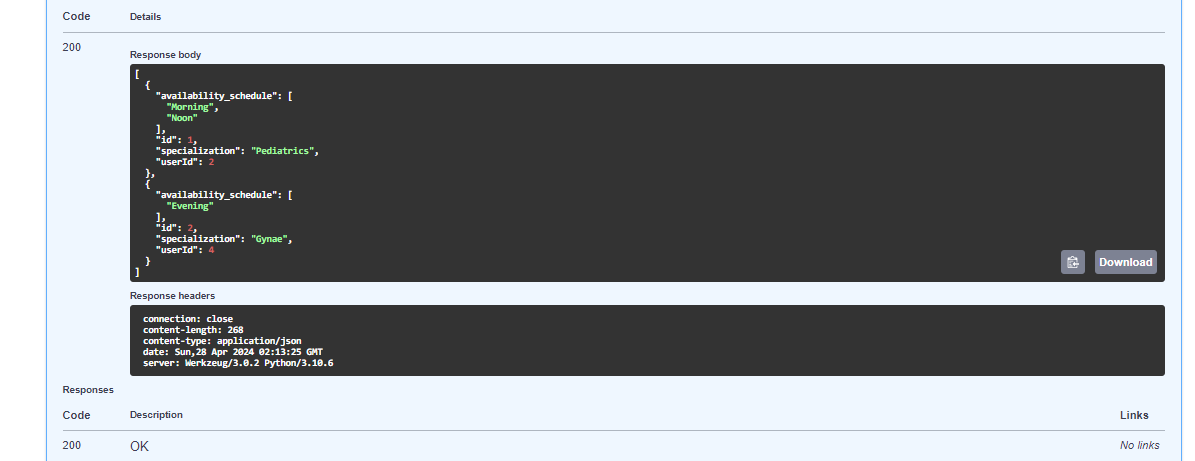 Code Details
200
Response body
[
  {
    "availability_schedule": [
      "Morning",
      "Noon"
    ],
    "id": 1,
    "specialization": "Pediatrics",
    "userId": 2
  },
  {
    "availability_schedule": [
      "Evening"
    ],
    "id": 2,
    "specialization": "Gynae",
    "userId": 4
  }
]
Download
Response headers
connection: close
content-length: 268
content-type: application/json
date: Sun,28 Apr 2024 02:13:25 GMT
server: Werkzeug/3.0.2 Python/3.10.6
Responses
Code Description Links
200 OK No links